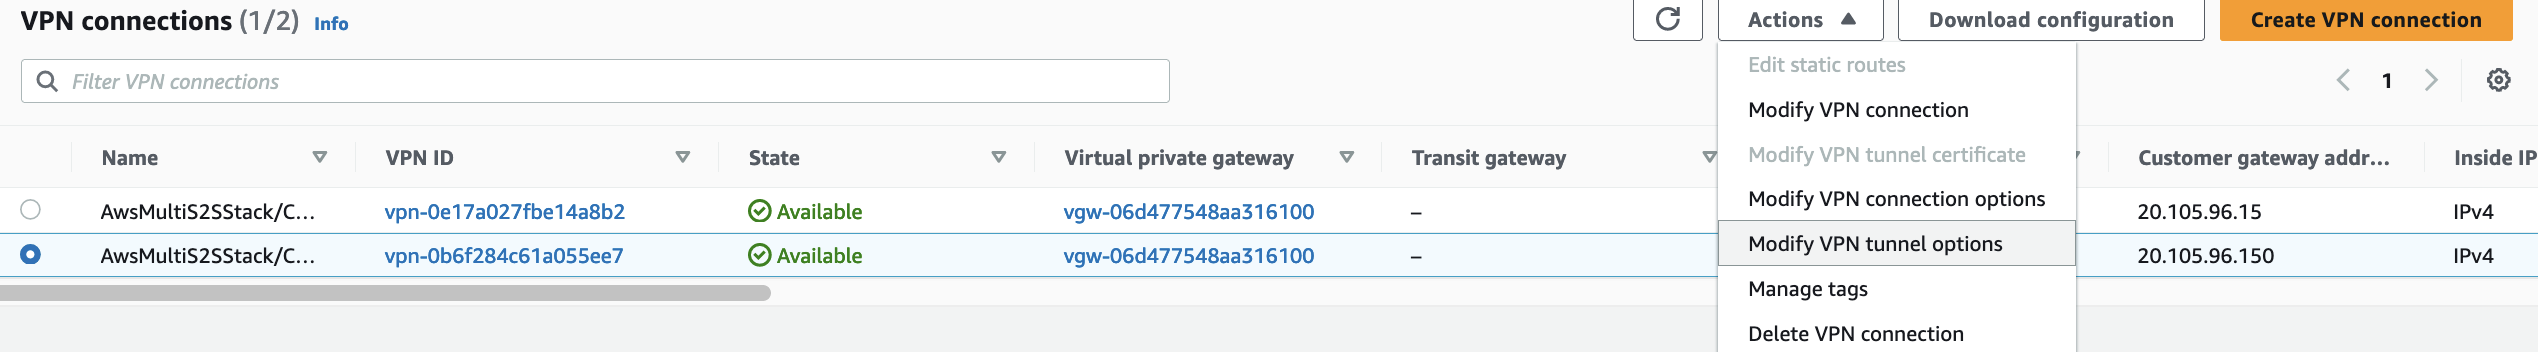 VPN connections (1/2) Info
Actions
Download configuration
Create VPN connection
Filter VPN connections
1
Edit static routes
Modify VPN connection
Modify VPN tunnel certificate
Modify VPN connection options
Modify VPN tunnel options
Manage tags
Delete VPN connection
Name VPN ID State Virtual private gateway Transit gateway Customer gateway addr... Inside IP
AwsMultiS2SStack/C... vpn-0e17a027fbe14a8b2 Available vgw-06d477548aa316100 – 20.105.96.15 IPv4
AwsMultiS2SStack/C... vpn-0b6f284c61a055ee7 Available vgw-06d477548aa316100 – 20.105.96.150 IPv4